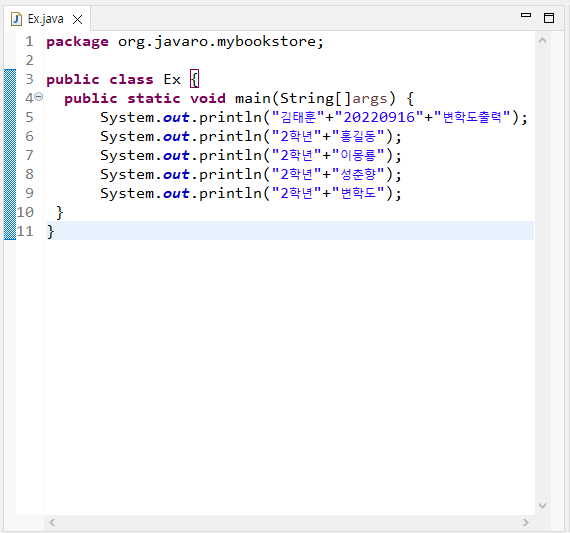 Ex.java
1 package org.javaro.mybookstore;
2
3 public class Ex {
4 public static void main(String[]args) {
5 System.out.println("김태훈"+"20220916"+"변학도출력");
6 System.out.println("2학년"+"홍길동");
7 System.out.println("2학년"+"이몽룡");
8 System.out.println("2학년"+"성춘향");
9 System.out.println("2학년"+"변학도");
10 }
11 }